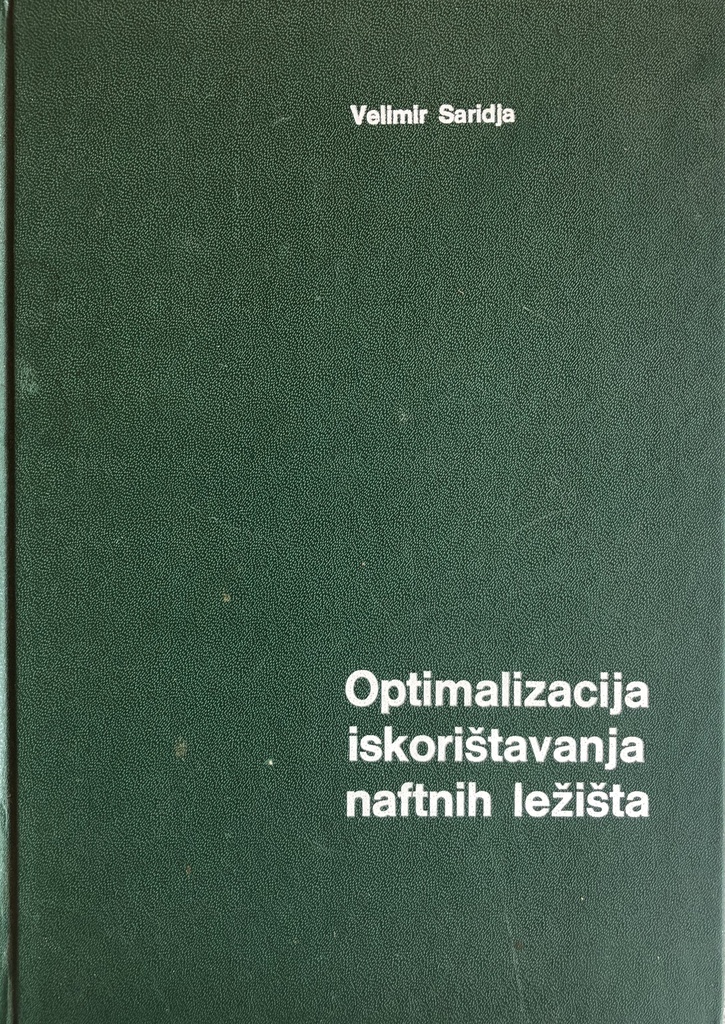 Velimir Saridja
Optimalizacija
iskorištavanja
naftnih ležišta